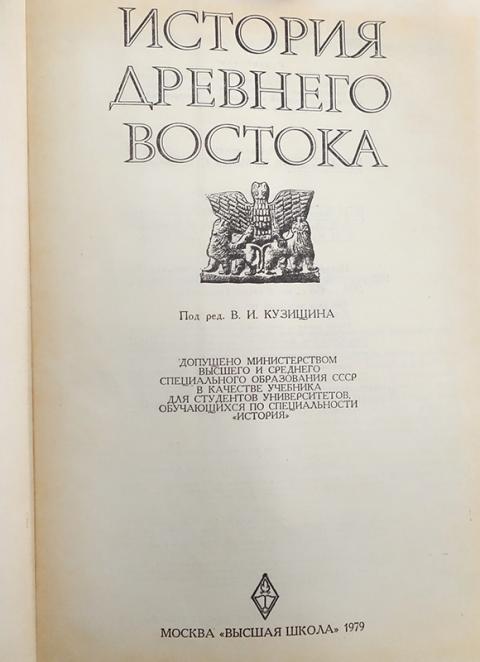 ИСТОРИЯ
ДРЕВНЕГО
ВОСТОКА
Под ред. В. И. КУЗИЩИНА
ДОПУЩЕНО МИНИСТЕРСТВОМ
ВЫСШЕГО И СРЕДНЕГО
СПЕЦИАЛЬНОГО ОБРАЗОВАНИЯ СССР
В КАЧЕСТВЕ УЧЕБНИКА
ДЛЯ СТУДЕНТОВ УНИВЕРСИТЕТОВ,
ОБУЧАЮЩИХСЯ ПО СПЕЦИАЛЬНОСТИ
«ИСТОРИЯ»
МОСКВА «ВЫСШАЯ ШКОЛА» 1979